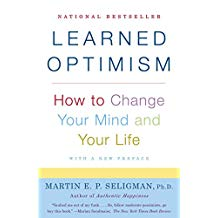 NATIONAL BESTSELLER
LEARNED
OPTIMISM
How to Change
Your Mind and
Your Life
WITH A NEW PREFACE
MARTIN E. P. SELIGMAN, Ph.D.
Author of Authentic Happiness